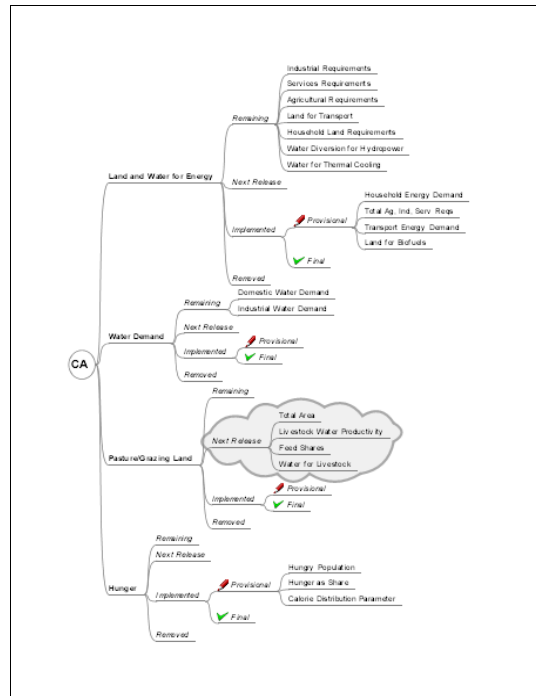 Industrial Requirements
Services Requirements
Agricultural Requirements
Remaining
Land for Transport
Household Land Requirements
Water Diversion for Hydropower
Water for Thermal Cooling
Land and Water for Energy
Next Release
Household Energy Demand
Provisional
Total Ag, Ind, Serv Reqs
Implemented
Transport Energy Demand
Land for Biofuels
Final
Removed
Domestic Water Demand
Remaining
Industrial Water Demand
Next Release
Water Demand
Provisional
Implemented
Final
Removed
CA
Remaining
Total Area
Livestock Water Productivity
Next Release
Feed Shares
Pasture/Grazing Land
Water for Livestock
Provisional
Implemented
Final
Removed
Remaining
Next Release
Hungry Population
Hunger
Provisional
Hunger as Share
Implemented
Calorie Distribution Parameter
Final
Removed